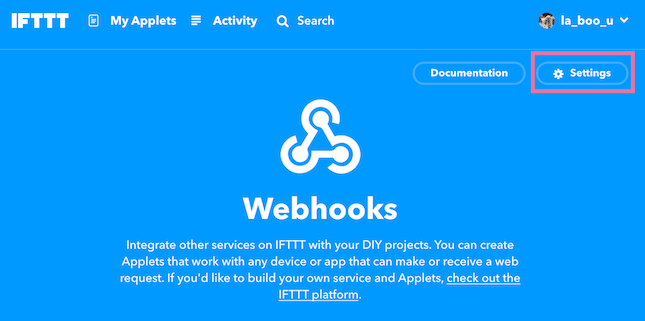 IFTTT My Applets Activity Search la_boo_u
Documentation Settings
Webhooks
Integrate other services on IFTTT with your DIY projects. You can create
Applets that work with any device or app that can make or receive a web
request. If you'd like to build your own service and Applets, check out the
IFTTT platform.